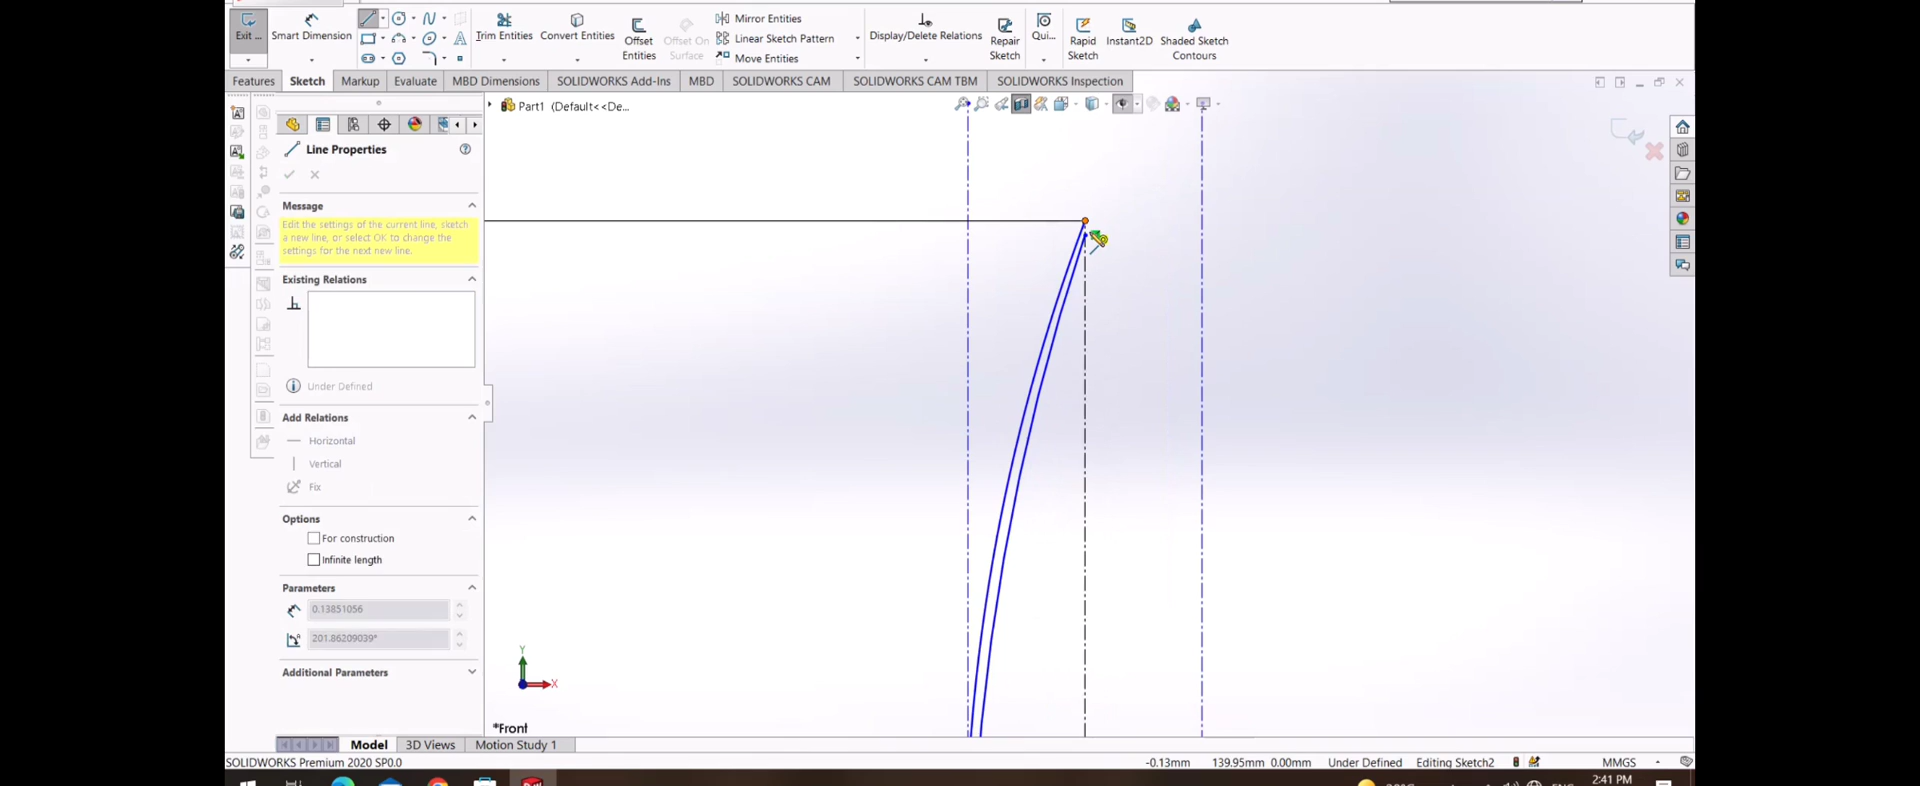 Exit ...
Smart Dimension
Trim Entities
Convert Entities
Offset Entities
Offset On Surface
Mirror Entities
Linear Sketch Pattern
Move Entities
Display/Delete Relations
Repair Sketch
Qui...
Rapid Sketch
Instant2D
Shaded Sketch Contours
Features
Sketch
Markup
Evaluate
MBD Dimensions
SOLIDWORKS Add-Ins
MBD
SOLIDWORKS CAM
SOLIDWORKS CAM TBM
SOLIDWORKS Inspection
Part1 (Default<<De...
Line Properties
Message
Edit the settings of the current line, sketch
a new line, or select OK to change the
settings for the next new line.
Existing Relations
Under Defined
Add Relations
Horizontal
Vertical
Fix
Options
For construction
Infinite length
Parameters
0.13851056
201.86209039°
Additional Parameters
Y
X
*Front
Model
3D Views
Motion Study 1
SOLIDWORKS Premium 2020 SP0.0
-0.13mm 139.95mm 0.00mm Under Defined Editing Sketch2 MMGS
2:41 PM